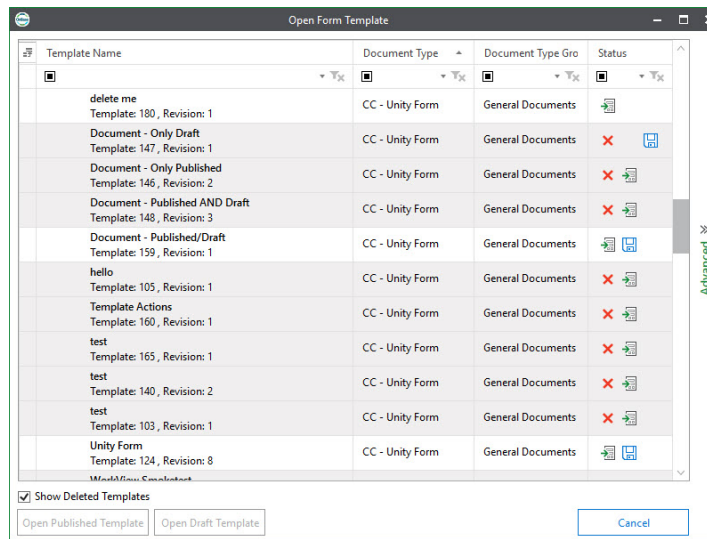 Open Form Template
Template Name Document Type Document Type Gro Status
delete me
Template: 180 , Revision: 1
CC - Unity Form General Documents
Document - Only Draft
Template: 147 , Revision: 1
CC - Unity Form General Documents
Document - Only Published
Template: 146 , Revision: 2
CC - Unity Form General Documents
Document - Published AND Draft
Template: 148 , Revision: 3
CC - Unity Form General Documents
Document - Published/Draft
Template: 159 , Revision: 1
CC - Unity Form General Documents
hello
Template: 105 , Revision: 1
CC - Unity Form General Documents
Template Actions
Template: 160 , Revision: 1
CC - Unity Form General Documents
test
Template: 165 , Revision: 1
CC - Unity Form General Documents
test
Template: 140 , Revision: 2
CC - Unity Form General Documents
test
Template: 103 , Revision: 1
CC - Unity Form General Documents
Unity Form
Template: 124 , Revision: 8
CC - Unity Form General Documents
WorkView Smoketest
Advanced
Show Deleted Templates
Open Published Template Open Draft Template Cancel